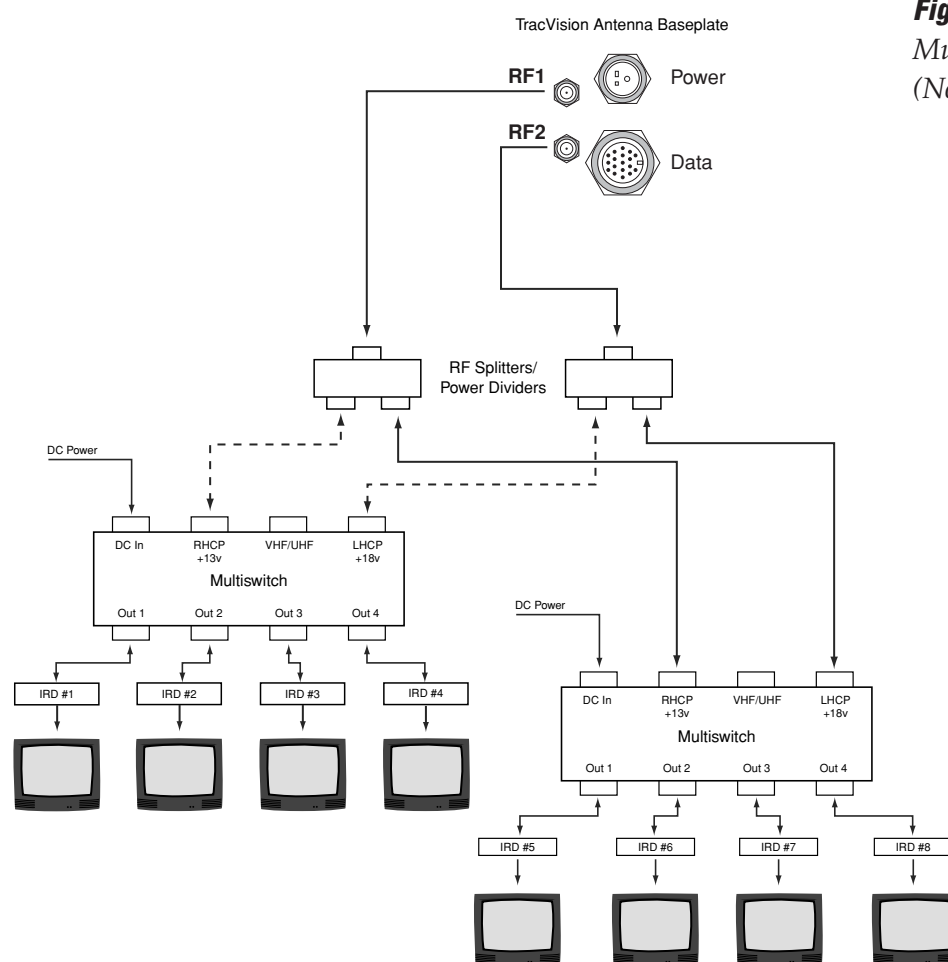 Fig
Mu
(No
TracVision Antenna Baseplate
RF1
Power
RF2
Data
RF Splitters/
Power Dividers
DC Power
DC In
RHCP
+13v
VHF/UHF
LHCP
+18v
Multiswitch
Out 1
Out 2
Out 3
Out 4
IRD #1
IRD #2
IRD #3
IRD #4
DC Power
DC In
RHCP
+13v
VHF/UHF
LHCP
+18v
Multiswitch
Out 1
Out 2
Out 3
Out 4
IRD #5
IRD #6
IRD #7
IRD #8